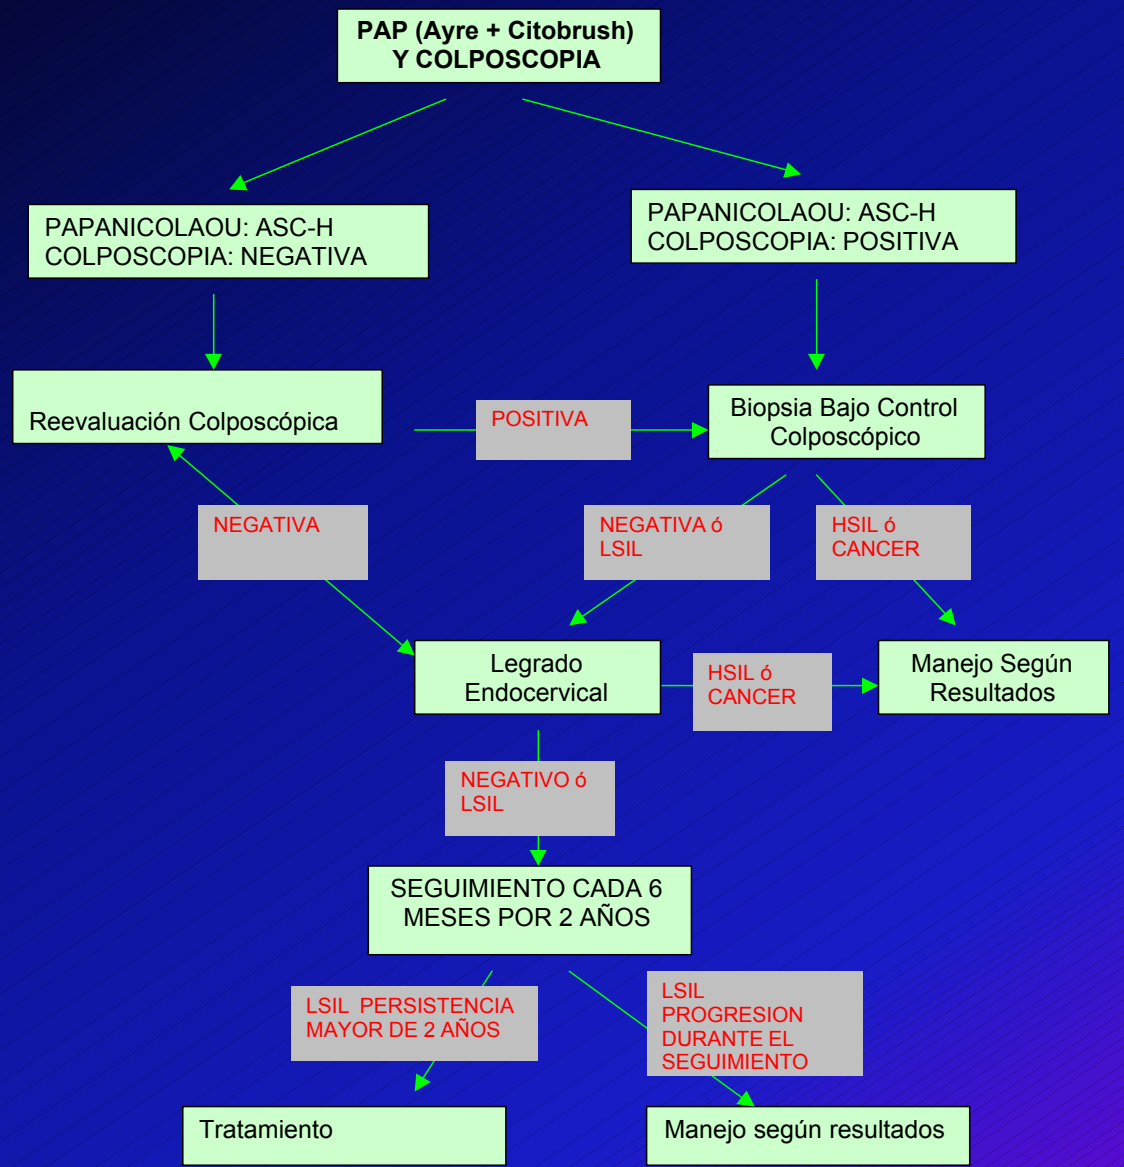 PAP (Ayre + Citobrush)
Y COLPOSCOPIA
PAPANICOLAOU: ASC-H
COLPOSCOPIA: NEGATIVA
PAPANICOLAOU: ASC-H
COLPOSCOPIA: POSITIVA
Reevaluación Colposcópica
POSITIVA
Biopsia Bajo Control
Colposcópico
NEGATIVA
NEGATIVA ó
LSIL
HSIL ó
CANCER
Legrado
Endocervical
HSIL ó
CANCER
Manejo Según
Resultados
NEGATIVO ó
LSIL
SEGUIMIENTO CADA 6
MESES POR 2 AÑOS
LSIL PERSISTENCIA
MAYOR DE 2 AÑOS
LSIL
PROGRESION
DURANTE EL
SEGUIMIENTO
Tratamiento
Manejo según resultados